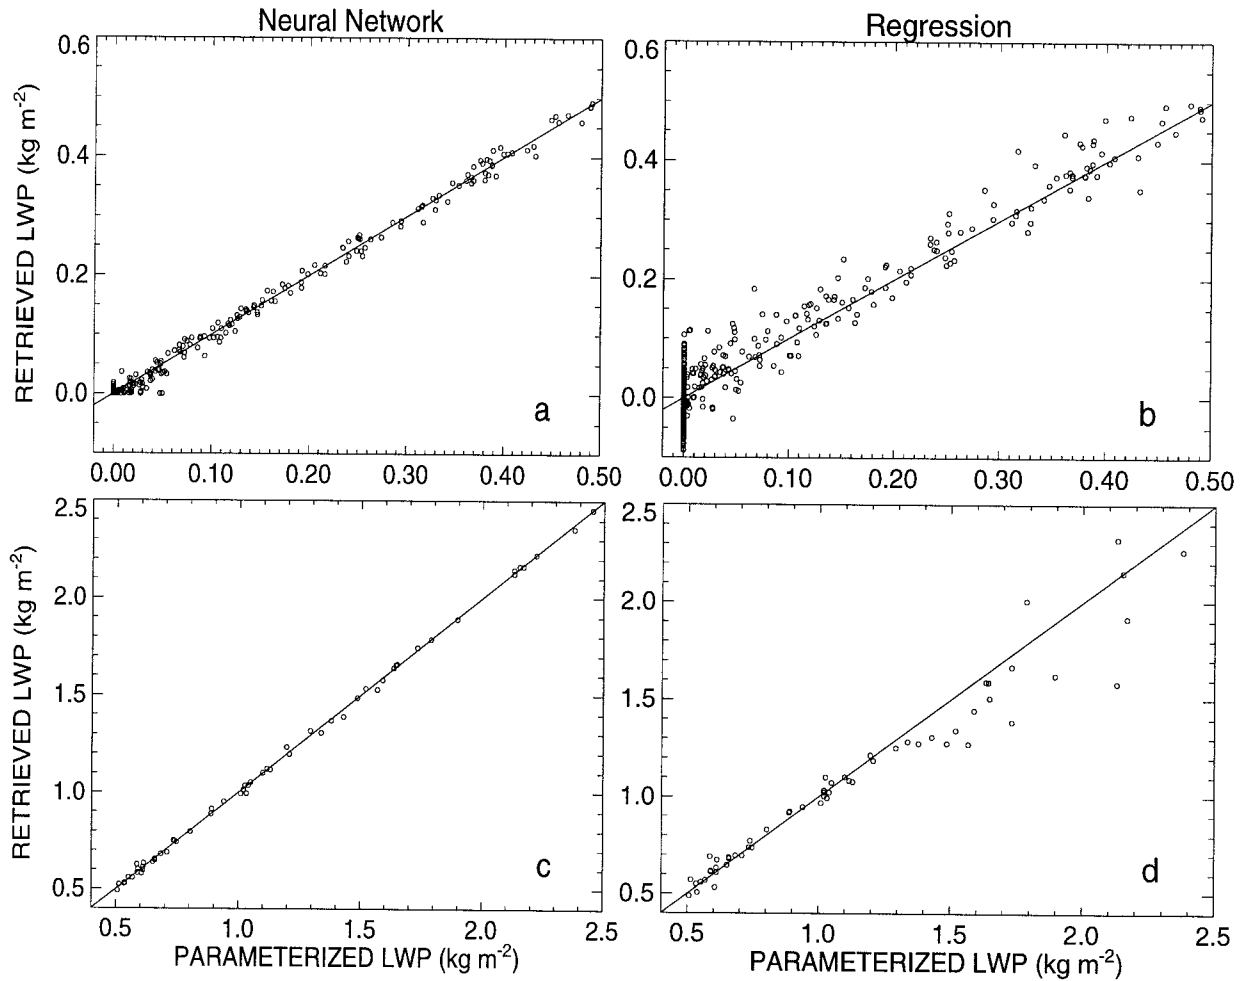 Neural Network
Regression
RETRIEVED LWP (kg m⁻²)
0.6
0.4
0.2
0.0
a
0.00 0.10 0.20 0.30 0.40 0.50
0.6
0.4
0.2
0.0
b
0.00 0.10 0.20 0.30 0.40 0.50
RETRIEVED LWP (kg m⁻²)
2.5
2.0
1.5
1.0
0.5
c
0.5 1.0 1.5 2.0 2.5
PARAMETERIZED LWP (kg m⁻²)
2.5
2.0
1.5
1.0
0.5
d
0.5 1.0 1.5 2.0 2.5
PARAMETERIZED LWP (kg m⁻²)